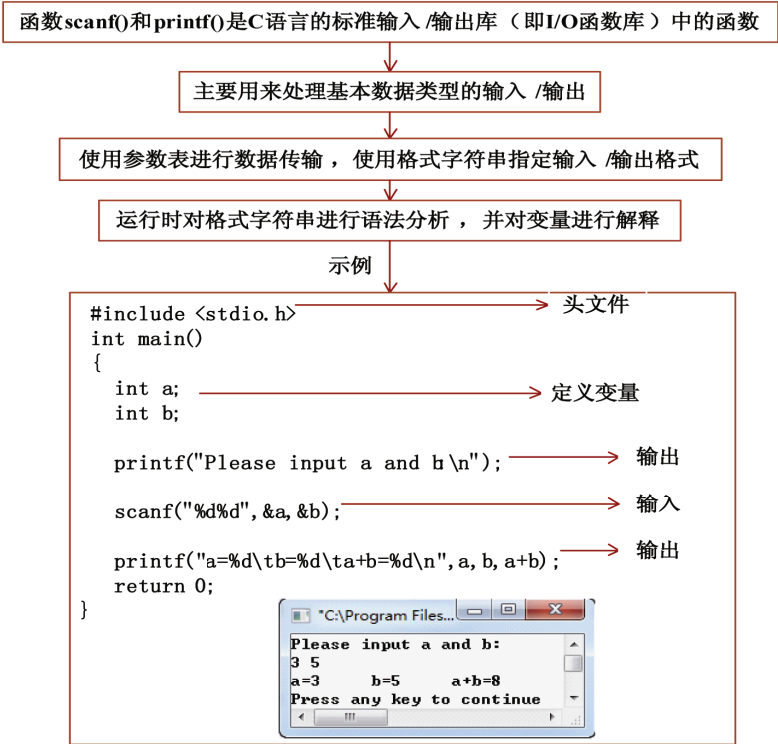 函数scanf()和printf()是C语言的标准输入 /输出库（即I/O函数库）中的函数
主要用来处理基本数据类型的输入 /输出
使用参数表进行数据传输 ，使用格式字符串指定输入 /输出格式
运行时对格式字符串进行语法分析 ，并对变量进行解释
示例
#include <stdio.h> 头文件
int main()
{
int a; 定义变量
int b;
printf("Please input a and b:\n"); 输出
scanf("%d%d",&a,&b); 输入
printf("a=%d\tb=%d\ta+b=%d\n",a,b,a+b); 输出
return 0;
}
"C:\Program Files...
Please input a and b:
3 5
a=3 b=5 a+b=8
Press any key to continue